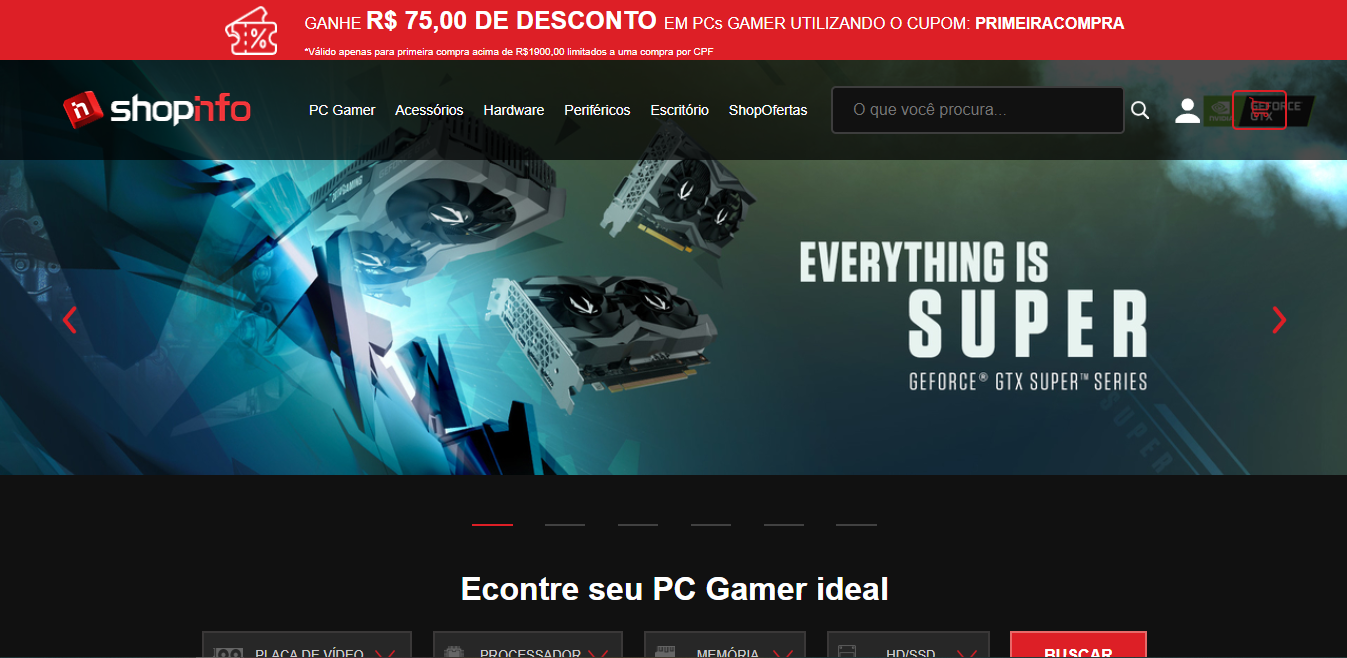 GANHE R$ 75,00 DE DESCONTO EM PCs GAMER UTILIZANDO O CUPOM: PRIMEIRACOMPRA
*Válido apenas para primeira compra acima de R$1900,00 limitados a uma compra por CPF
in shopinfo
PC Gamer Acessórios Hardware Periféricos Escritório ShopOfertas O que você procura... NVIDIA GEFORCE GTX
EVERYTHING IS
SUPER
GEFORCE® GTX SUPER™ SERIES
SUPER
Econtre seu PC Gamer ideal
PLACA DE VÍDEO PROCESSADOR MEMÓRIA HD/SSD BUSCAR